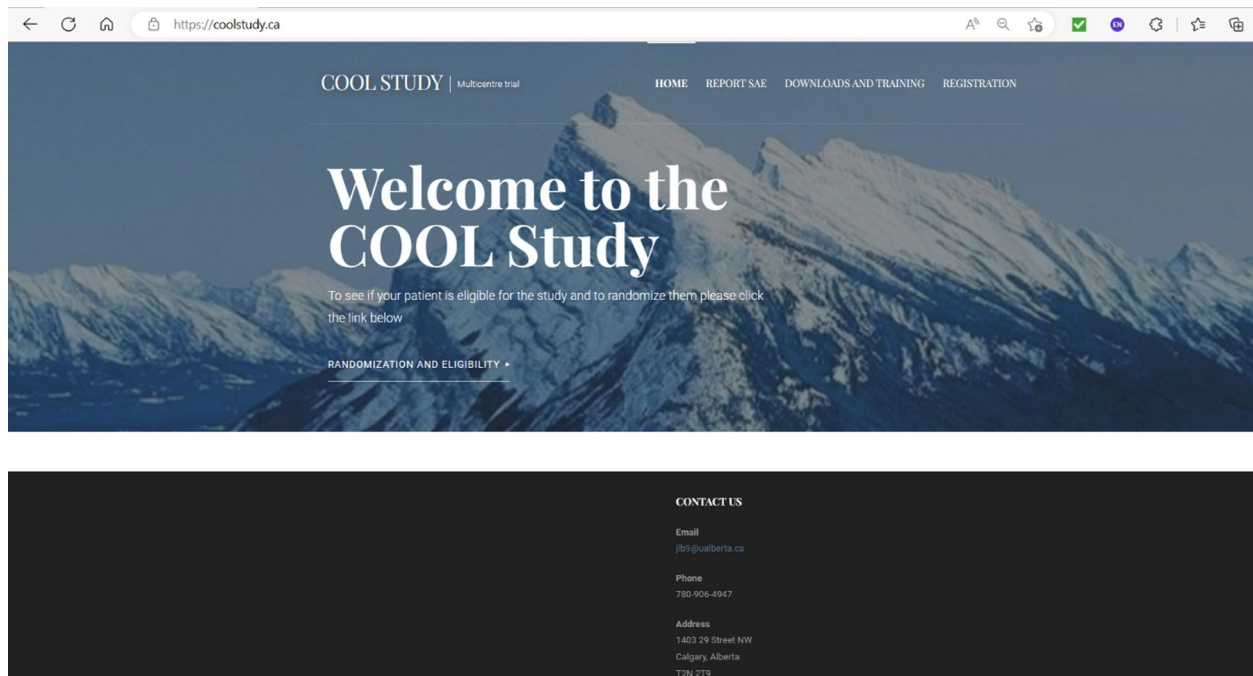 https://coolstudy.ca
COOL STUDY | Multicentre trial
HOME REPORT SAE DOWNLOADS AND TRAINING REGISTRATION
Welcome to the
COOL Study
To see if your patient is eligible for the study and to randomize them please click
the link below
RANDOMIZATION AND ELIGIBILITY
CONTACT US
Email
jlb9@ualberta.ca
Phone
780-906-4947
Address
1403 29 Street NW
Calgary, Alberta
T2N 2T9